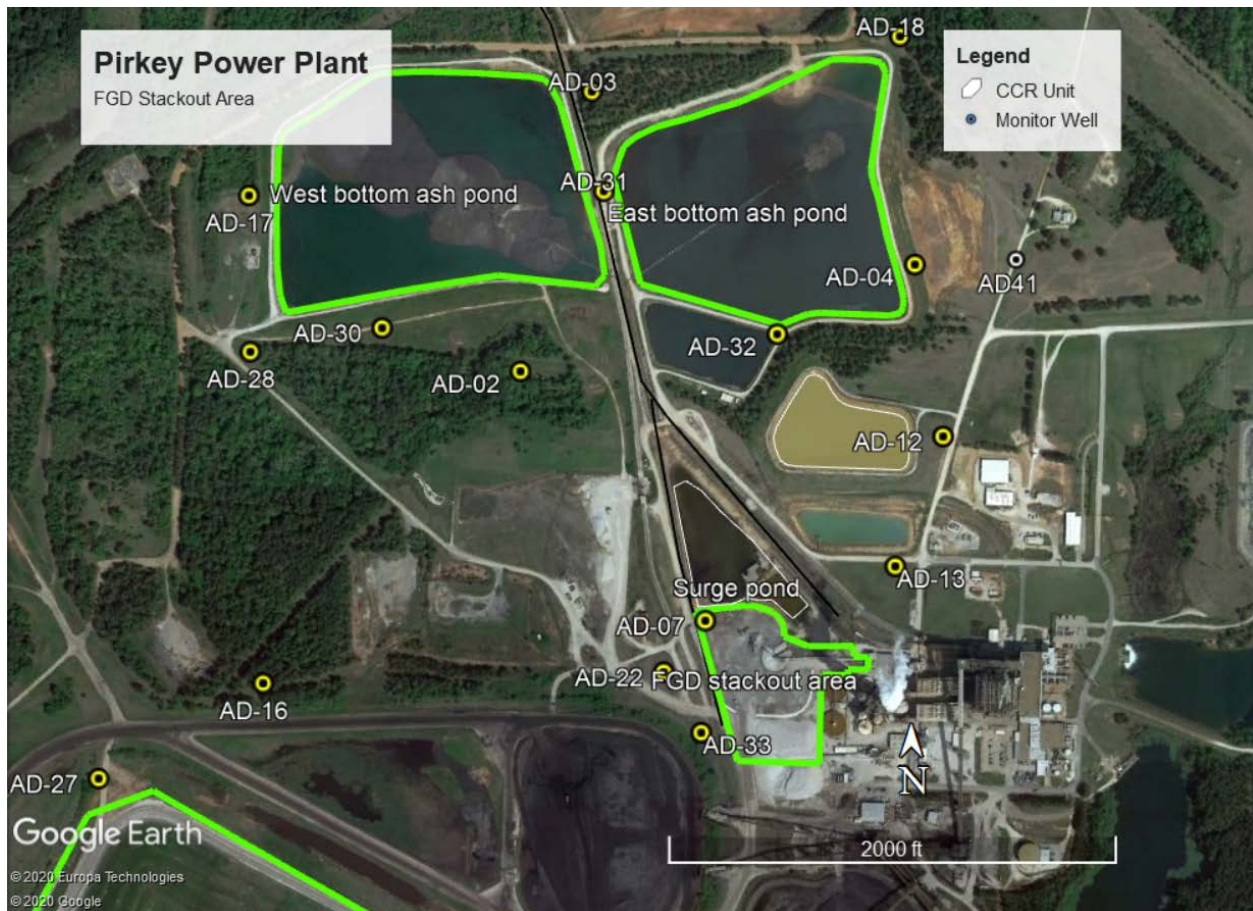 Pirkey Power Plant
FGD Stackout Area
AD-18
Legend
CCR Unit
Monitor Well
AD-03
AD-31
West bottom ash pond
AD-17
East bottom ash pond
AD-04
AD41
AD-30
AD-32
AD-28
AD-02
AD-12
AD-13
Surge pond
AD-07
AD-22
FGD stackout area
AD-16
AD-33
N
AD-27
Google Earth
2000 ft
© 2020 Europa Technologies
© 2020 Google